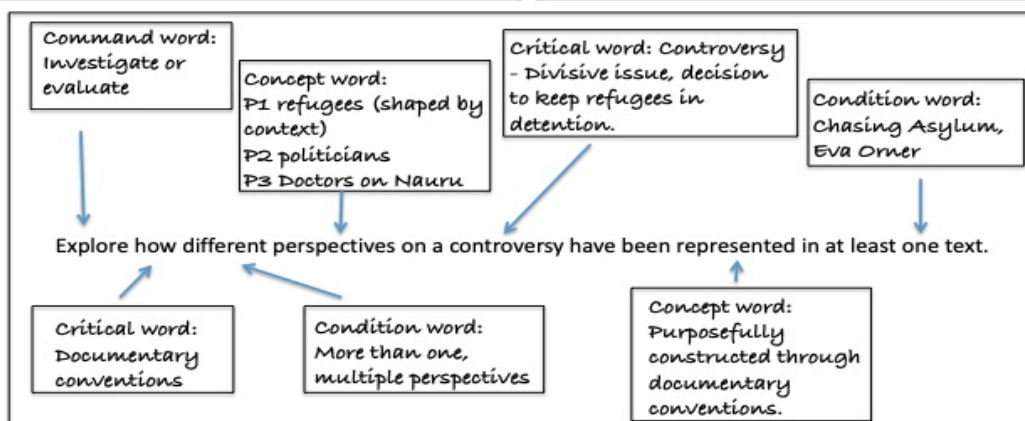 Command word:
Investigate or
evaluate
Concept word:
P1 refugees (shaped by
context)
P2 politicians
P3 Doctors on Nauru
Critical word: Controversy
- Divisive issue, decision
to keep refugees in
detention.
Condition word:
Chasing Asylum,
Eva Orner
Explore how different perspectives on a controversy have been represented in at least one text.
Critical word:
Documentary
conventions
Condition word:
More than one,
multiple perspectives
Concept word:
Purposefully
constructed through
documentary
conventions.